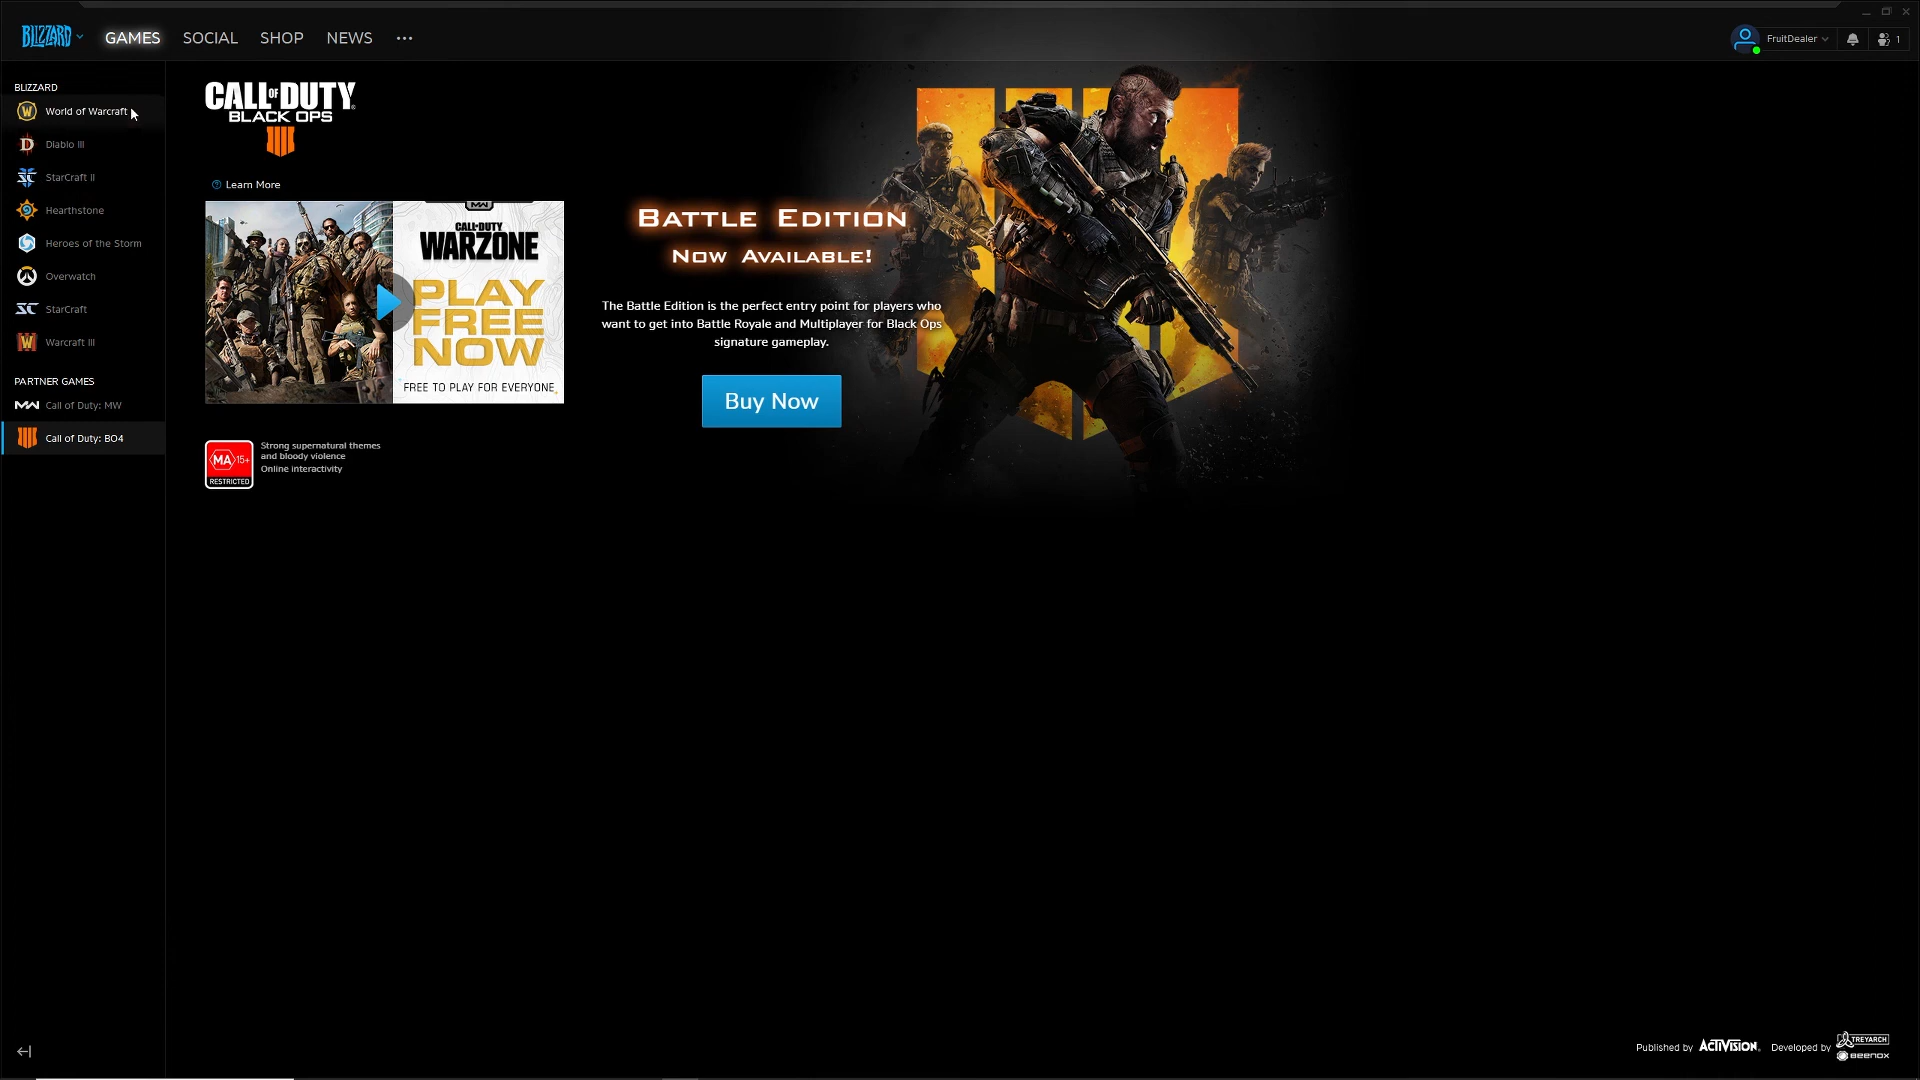 BLIZZARD
GAMES
SOCIAL
SHOP
NEWS
FruitDealer
1
BLIZZARD
World of Warcraft
Diablo III
StarCraft II
Hearthstone
Heroes of the Storm
Overwatch
StarCraft
Warcraft III
PARTNER GAMES
Call of Duty: MW
Call of Duty: BO4
CALL OF DUTY
BLACK OPS
IIII
Learn More
MW
CALL OF DUTY
WARZONE
PLAY
FREE
NOW
FREE TO PLAY FOR EVERYONE
MA 15+
RESTRICTED
Strong supernatural themes
and bloody violence
Online interactivity
BATTLE EDITION
NOW AVAILABLE!
The Battle Edition is the perfect entry point for players who
want to get into Battle Royale and Multiplayer for Black Ops
signature gameplay.
Buy Now
Published by ACTIVISION. Developed by TREYARCH
BEENOX